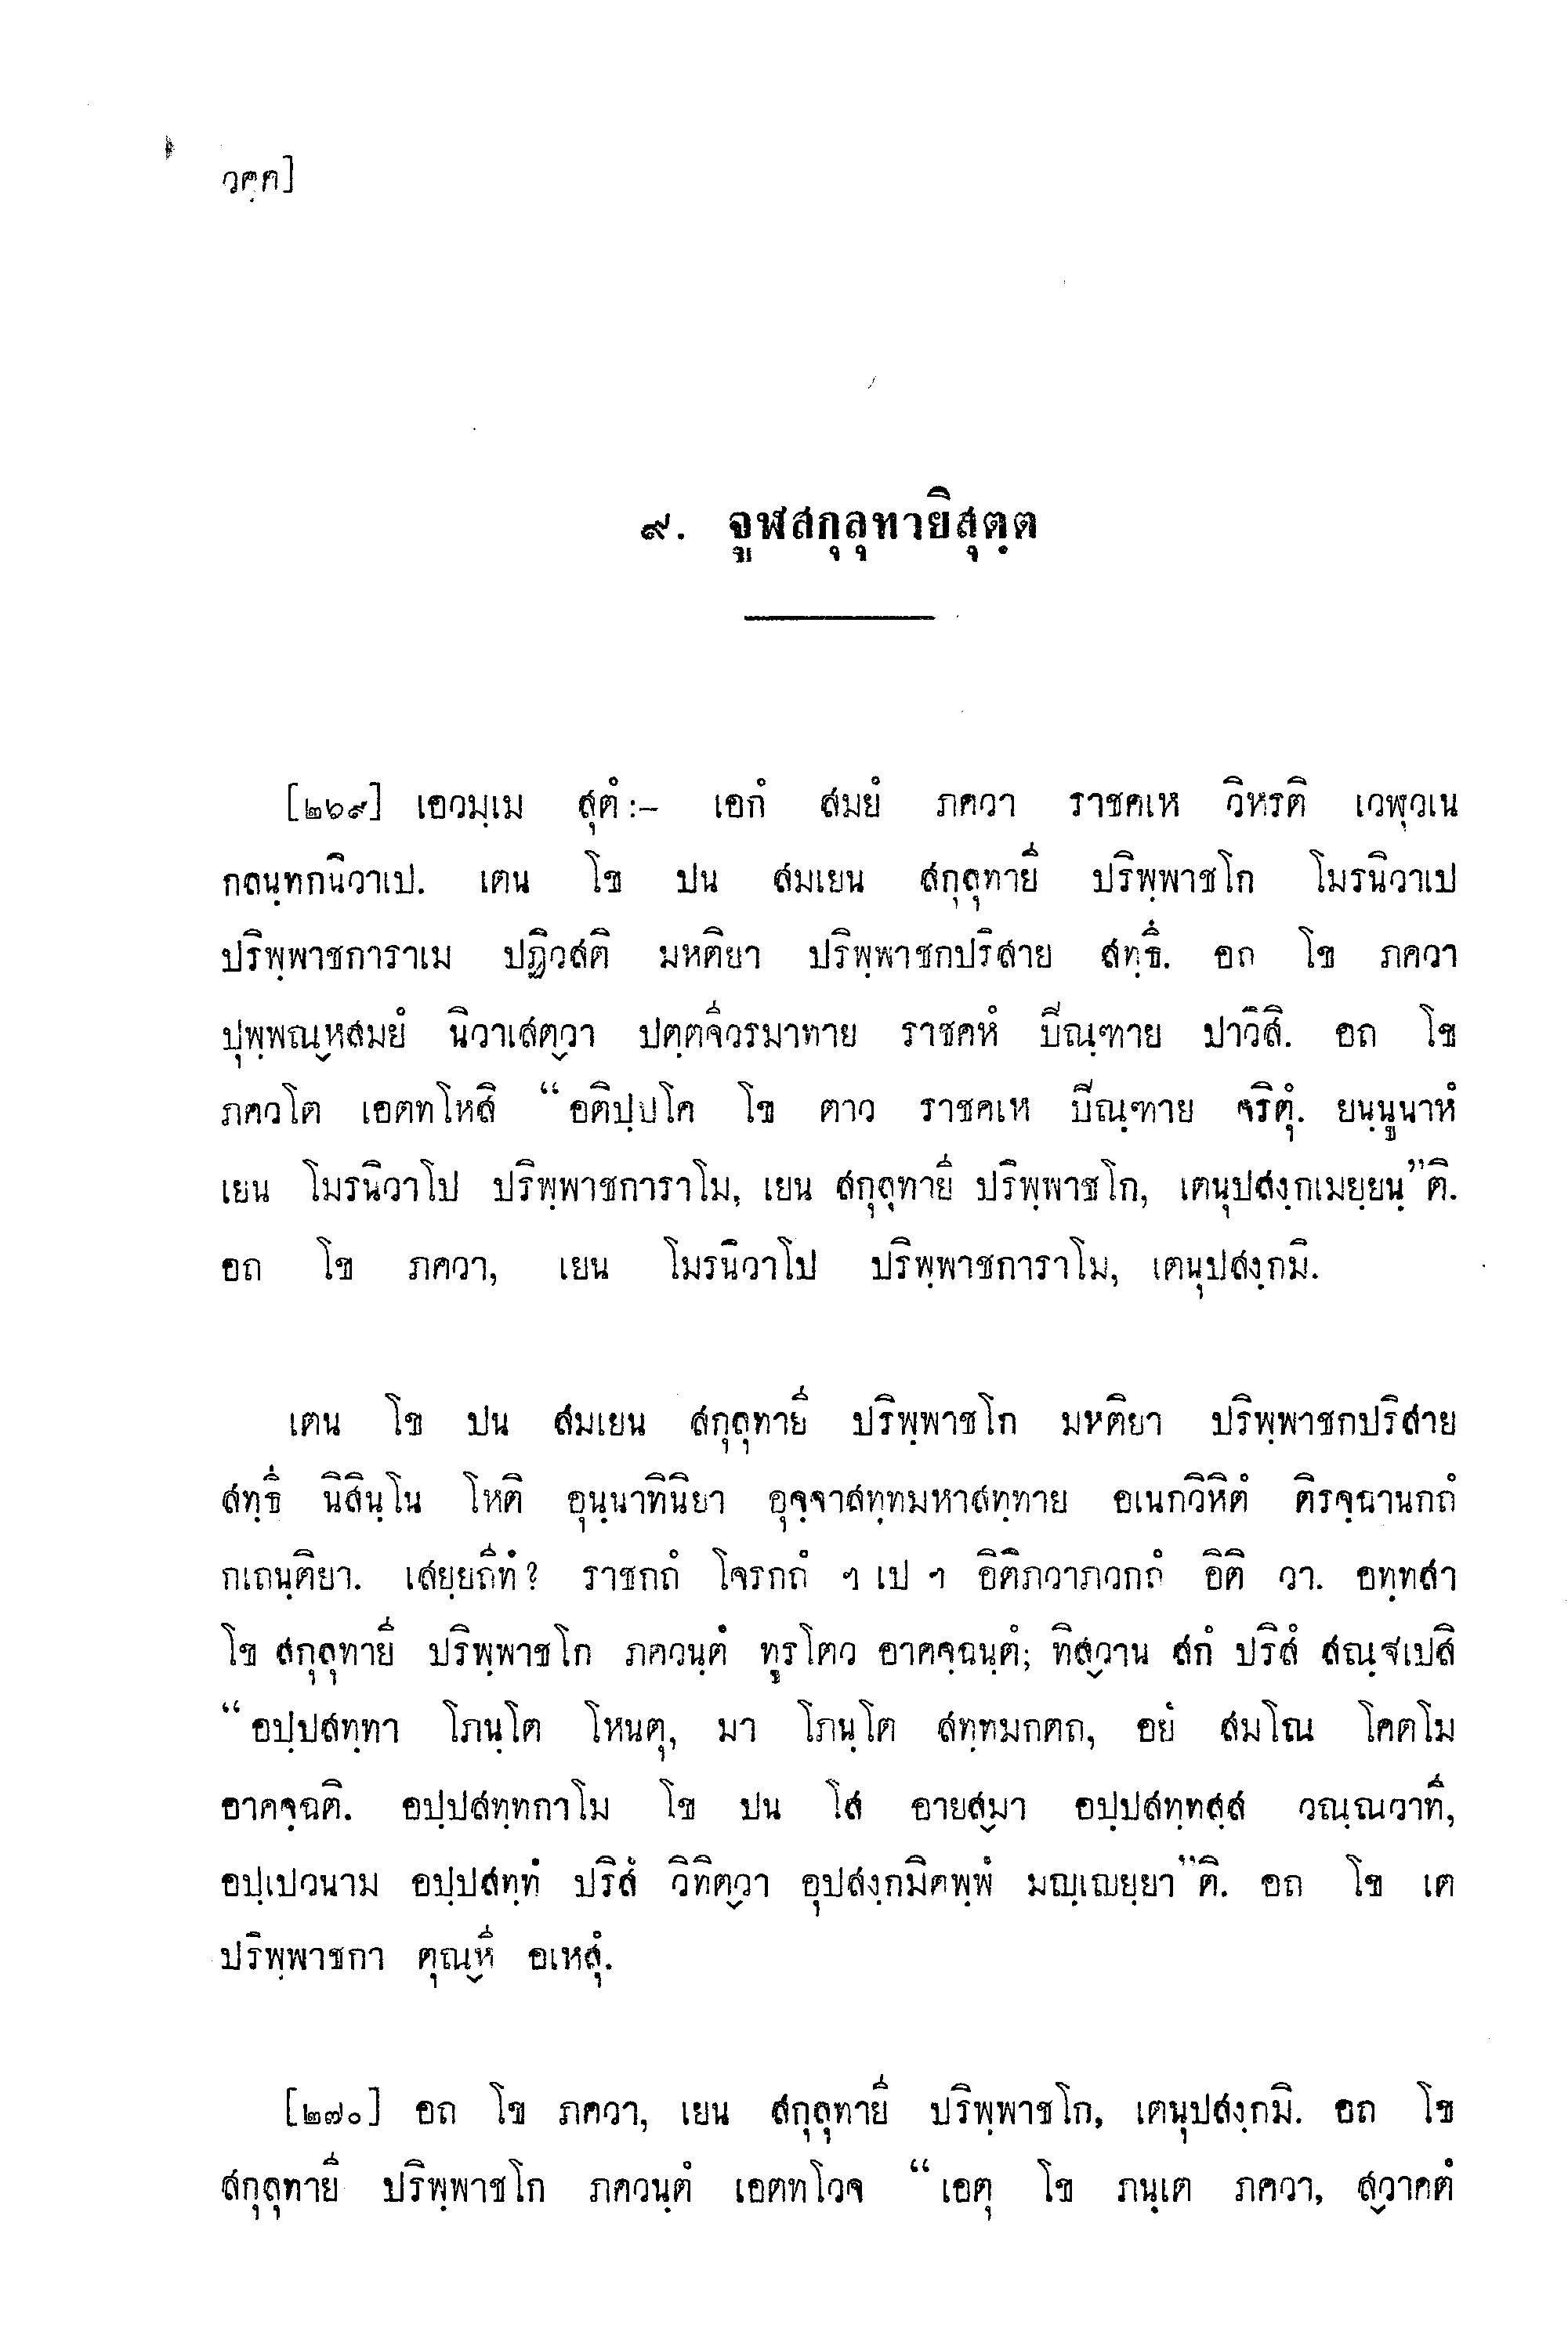 วคฺค]
๙. จูฬสกุลุทายิสุตฺต
[๒๖๙] เอวมฺเม สุตํ:– เอกํ สมยํ ภควา ราชคเห วิหรติ เวฬุวเน
กลนฺทกนิวาเป. เตน โข ปน สมเยน สกุลุทายี ปริพฺพาชโก โมรนิวาเป
ปริพฺพาชการาเม ปฏิวสติ มหติยา ปริพฺพาชกปริสาย สทฺธึ. อถ โข ภควา
ปุพฺพณฺหสมยํ นิวาเสตฺวา ปตฺตจีวรมาทาย ราชคหํ ปิณฺฑาย ปาวิสิ. อถ โข
ภควโต เอตทโหสิ “อติปฺปโค โข ตาว ราชคเห ปิณฺฑาย จริตุํ. ยนฺนูนาหํ
เยน โมรนิวาโป ปริพฺพาชการาโม, เยน สกุลุทายี ปริพฺพาชโก, เตนุปสงฺกเมยฺยนฺ”ติ.
อถ โข ภควา, เยน โมรนิวาโป ปริพฺพาชการาโม, เตนุปสงฺกมิ.
เตน โข ปน สมเยน สกุลุทายี ปริพฺพาชโก มหติยา ปริพฺพาชกปริสาย
สทฺธึ นิสินฺโน โหติ อุนฺนาทินิยา อุจฺจาสทฺทมหาสทฺทาย อเนกวิหิตํ ติรจฺฉานกถํ
กเถนฺติยา. เสยฺยถีทํ? ราชกถํ โจรกถํ ฯ เป ฯ อิติภวาภวกถํ อิติ วา. อทฺทสา
โข สกุลุทายี ปริพฺพาชโก ภควนฺตํ ทูรโตว อาคจฺฉนฺตํ; ทิสฺวาน สกํ ปริสํ สณฺฐเปสิ
“อปฺปสทฺทา โภนฺโต โหนตุ, มา โภนฺโต สทฺทมกตถ, อยํ สมโณ โคตโม
อาคจฺฉติ. อปฺปสทฺทกาโม โข ปน โส อายสฺมา อปฺปสทฺทสฺส วณฺณวาที,
อปฺเปวนาม อปฺปสทฺทํ ปริสํ วิทิตฺวา อุปสงฺกมิตพฺพํ มญฺเญยฺยา”ติ. อถ โข เต
ปริพฺพาชกา ตุณฺหี อเหสุํ.
[๒๗๐] อถ โข ภควา, เยน สกุลุทายี ปริพฺพาชโก, เตนุปสงฺกมิ. อถ โข
สกุลุทายี ปริพฺพาชโก ภควนฺตํ เอตทโวจ “เอตุ โข ภนฺเต ภควา, สฺวาคตํ